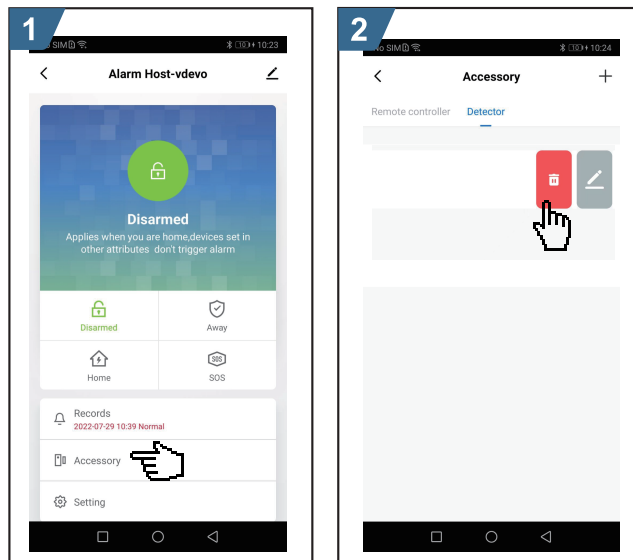 1
SIM
10:23
Alarm Host-vdevo
Disarmed
Applies when you are home,devices set in
other attributes don't trigger alarm
Disarmed
Away
Home
SOS
SOS
Records
2022-07-29 10:39 Normal
Accessory
Setting
2
No SIM
10:24
Accessory
Remote controller
Detector